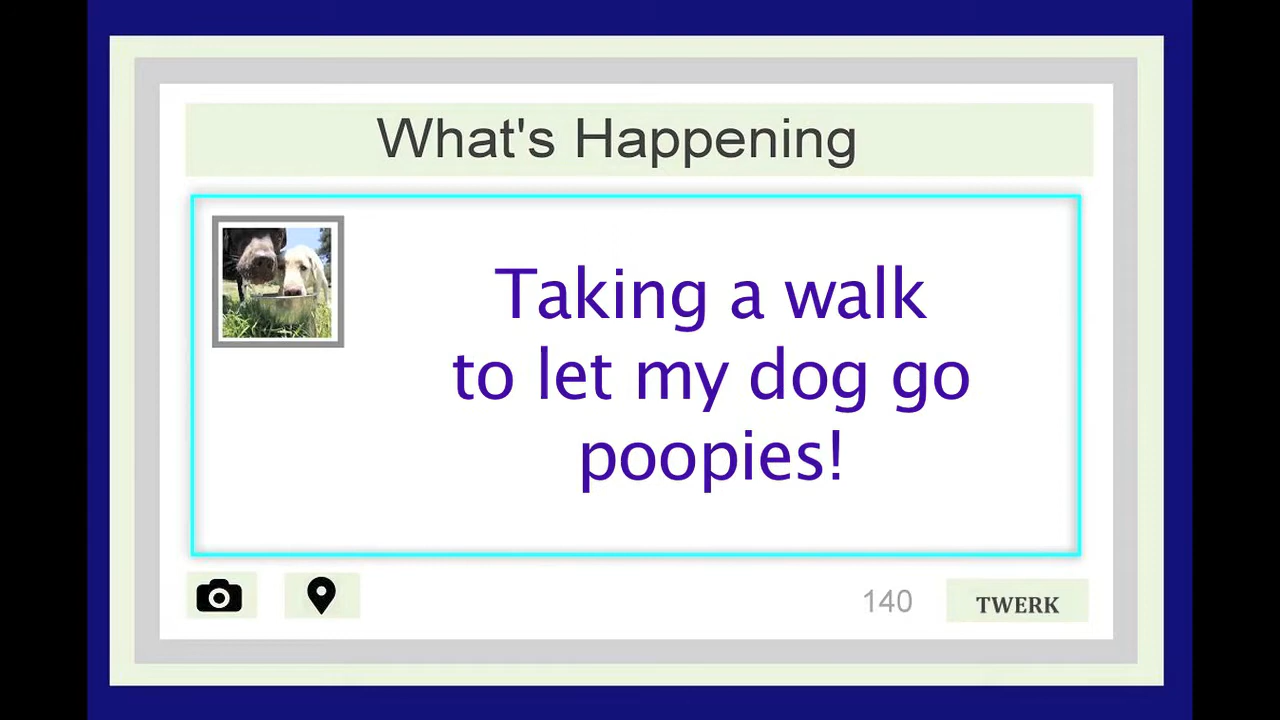 What's Happening
Taking a walk
to let my dog go
poopies!
140
TWERK